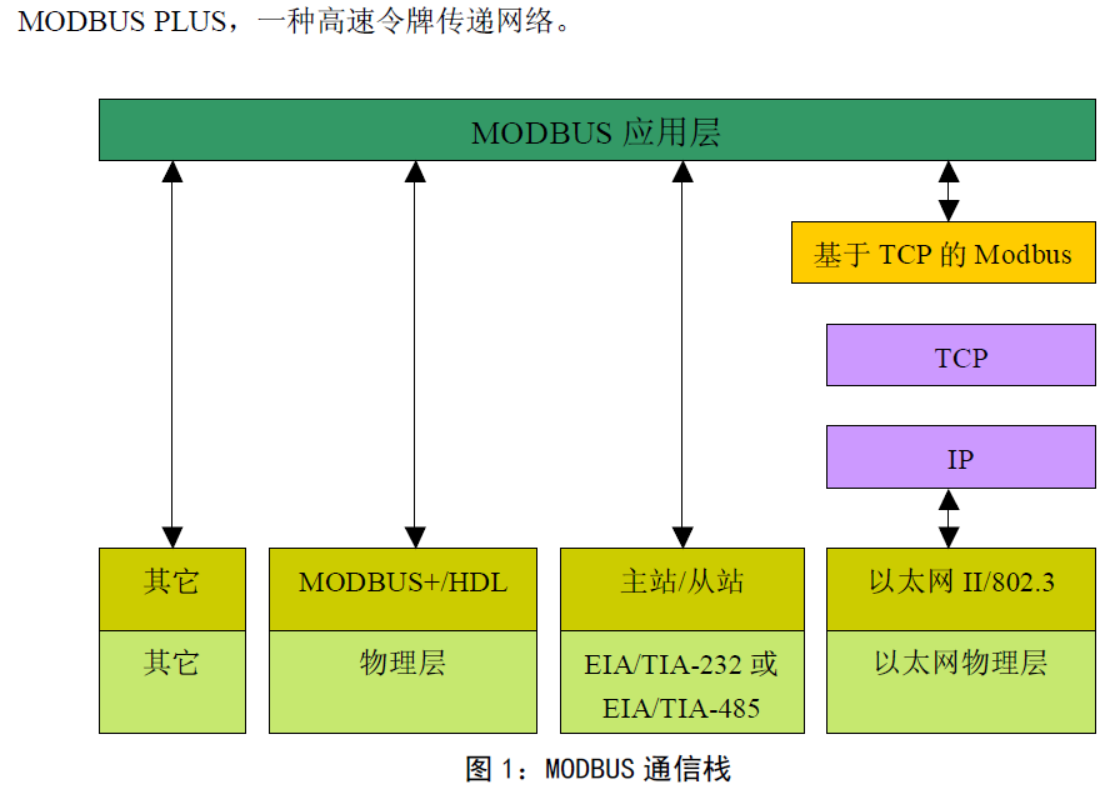 MODBUS PLUS，一种高速令牌传递网络。
MODBUS 应用层
基于 TCP 的 Modbus
TCP
IP
其它
MODBUS+/HDL
主站/从站
以太网 II/802.3
其它
物理层
EIA/TIA-232 或
EIA/TIA-485
以太网物理层
图 1：MODBUS 通信栈